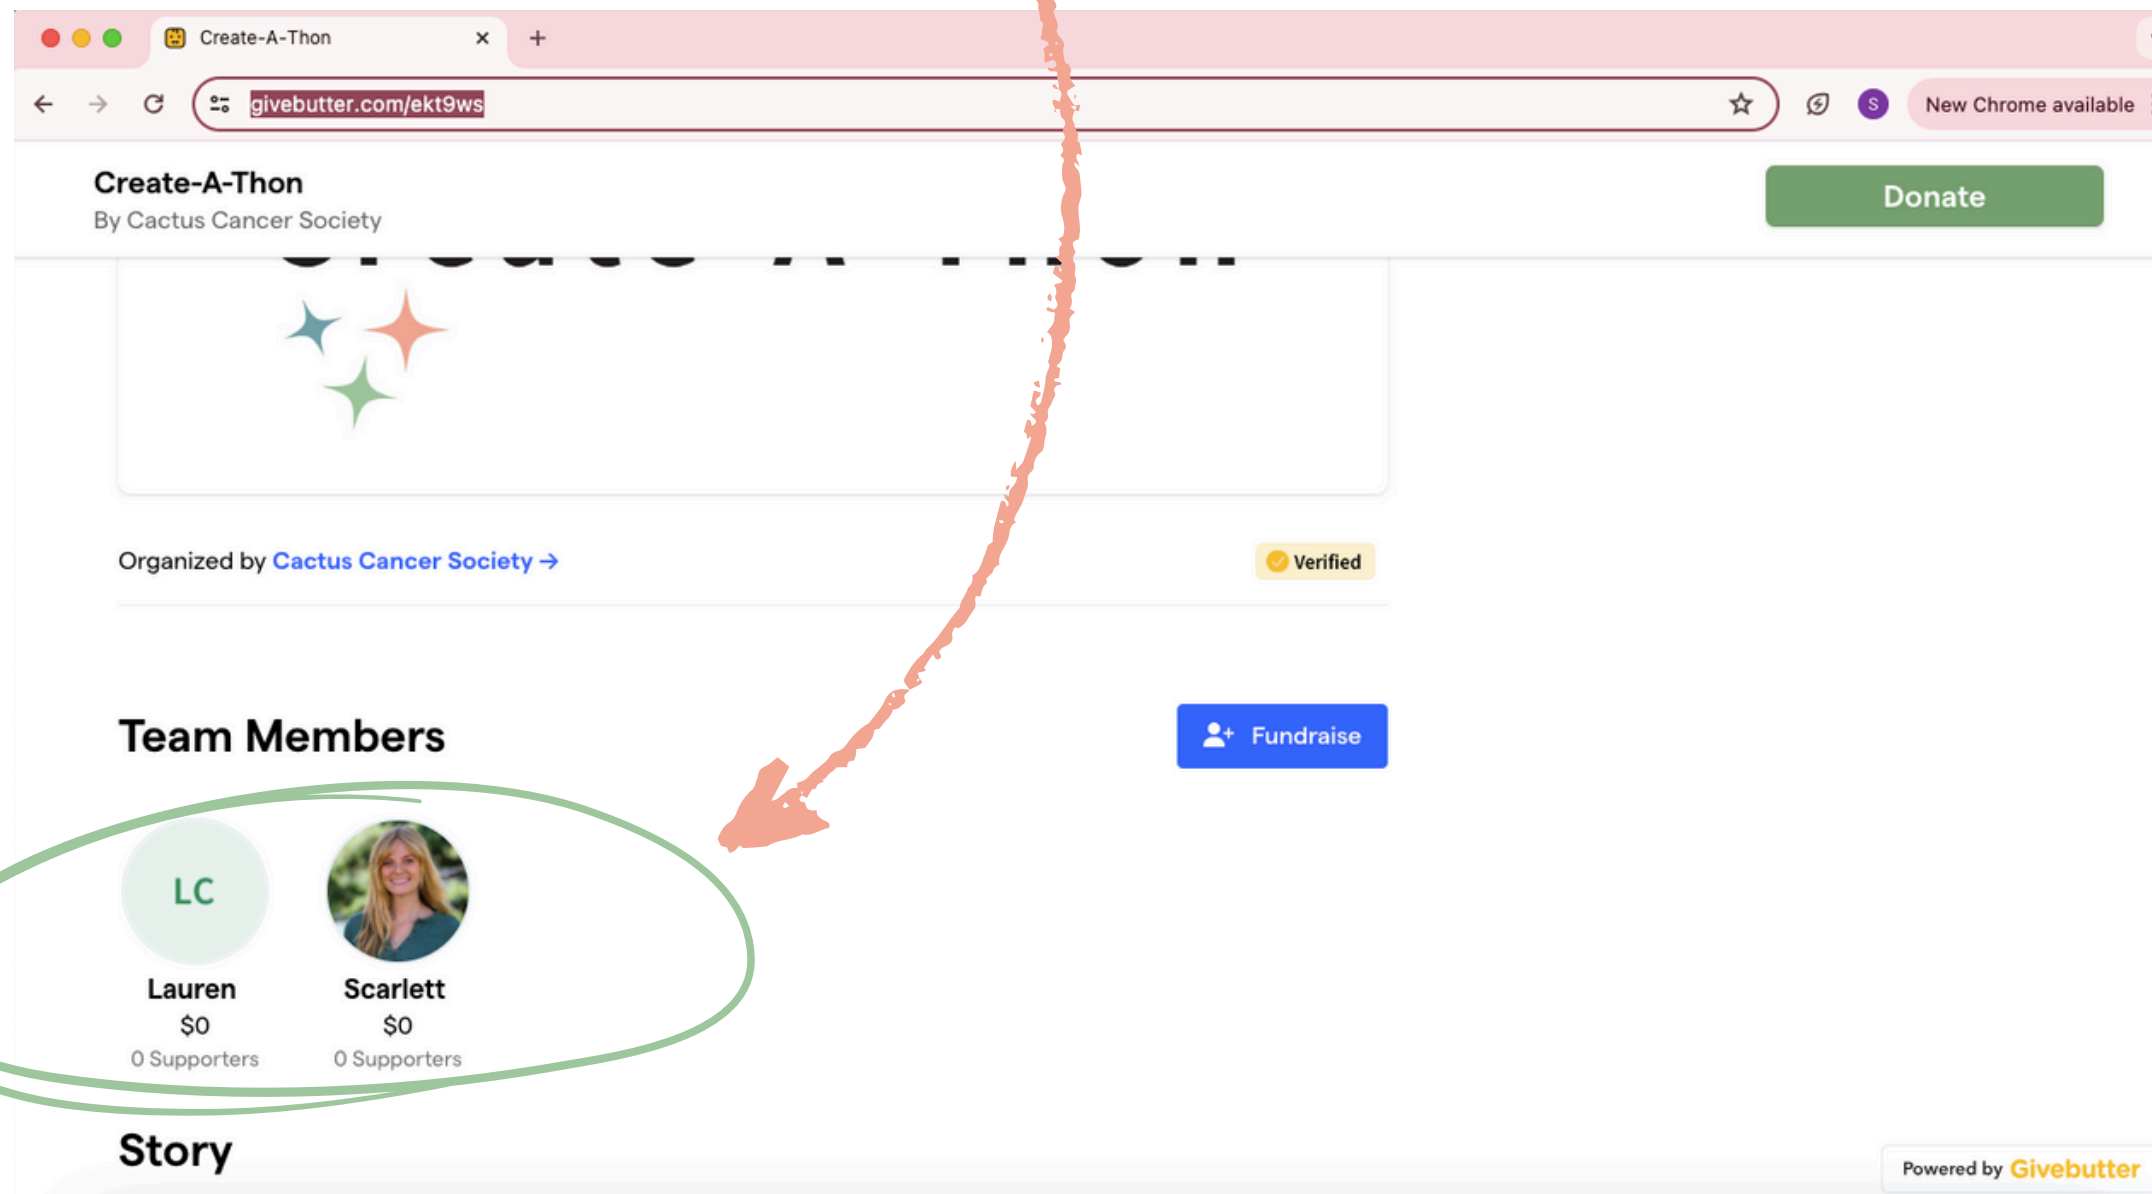 Create-A-Thon
givebutter.com/ekt9ws
S
New Chrome available
Create-A-Thon
By Cactus Cancer Society
Donate
Organized by Cactus Cancer Society →
Verified
Team Members
Fundraise
LC
Lauren
Scarlett
$0
$0
0 Supporters
0 Supporters
Story
Powered by Givebutter